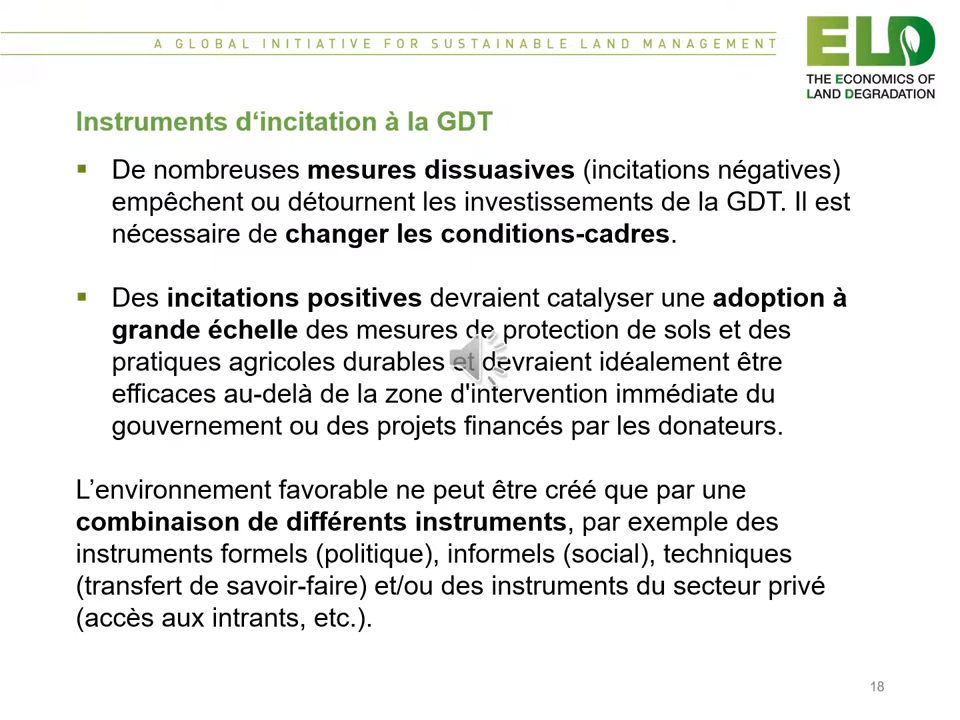 A GLOBAL INITIATIVE FOR SUSTAINABLE LAND MANAGEMENT
ELD
THE ECONOMICS OF
LAND DEGRADATION
Instruments d‘incitation à la GDT
De nombreuses mesures dissuasives (incitations négatives)
empêchent ou détournent les investissements de la GDT. Il est
nécessaire de changer les conditions-cadres.
Des incitations positives devraient catalyser une adoption à
grande échelle des mesures de protection de sols et des
pratiques agricoles durables et devraient idéalement être
efficaces au-delà de la zone d'intervention immédiate du
gouvernement ou des projets financés par les donateurs.
L’environnement favorable ne peut être créé que par une
combinaison de différents instruments, par exemple des
instruments formels (politique), informels (social), techniques
(transfert de savoir-faire) et/ou des instruments du secteur privé
(accès aux intrants, etc.).
18